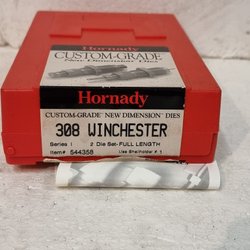 Hornady
CUSTOM-GRADE
New Dimension Dies
Hornady
CUSTOM-GRADE NEW DIMENSION DIES
308 WINCHESTER
Series I 2 Die Set-FULL LENGTH
Item# 544358 Use Shellholder # 1